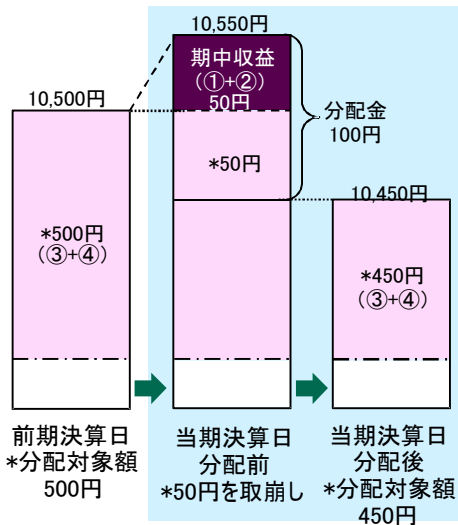 10,550円
期中収益
(①+②)
50円
分配金
100円
10,500円
*50円
10,450円
*500円
(③+④)
*450円
(③+④)
前期決算日
*分配対象額
500円
当期決算日
分配前
*50円を取崩し
当期決算日
分配後
*分配対象額
450円